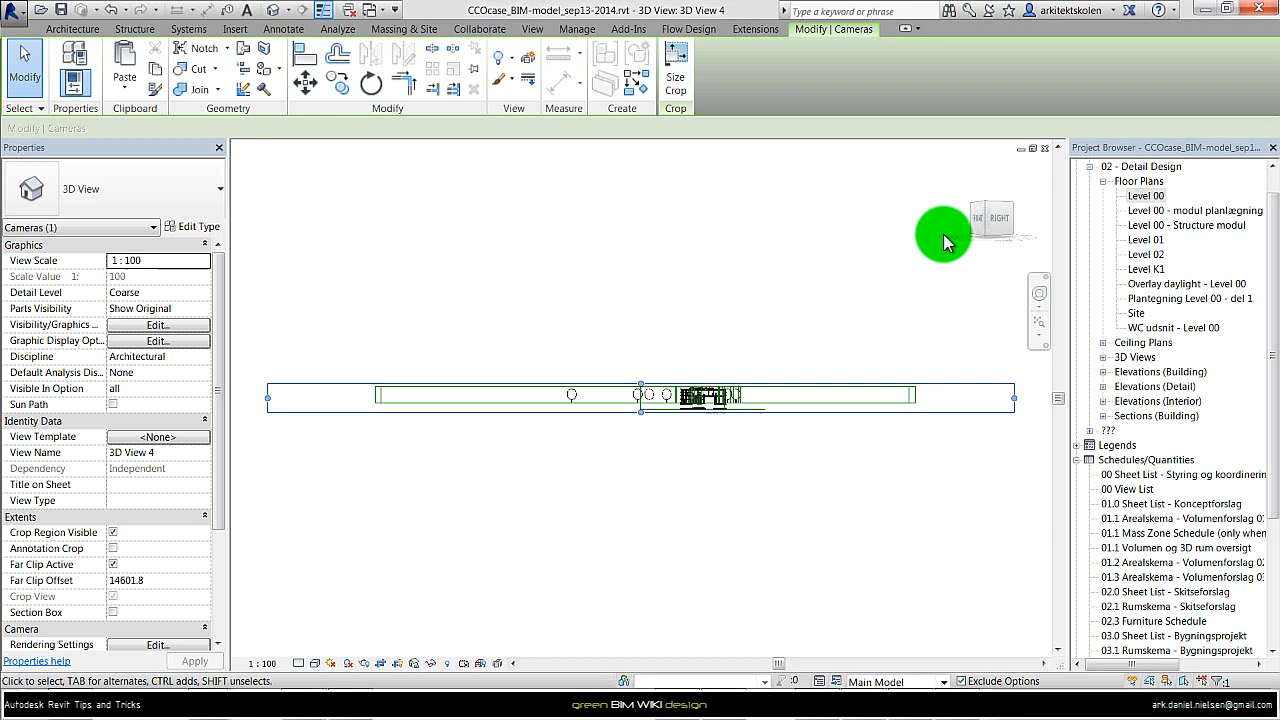 CCOcase_BIM-model_sep13-2014.rvt - 3D View: 3D View 4
Type a keyword or phrase
arkitektskolen
Architecture Structure Systems Insert Annotate Analyze Massing & Site Collaborate View Manage Add-Ins Flow Design Extensions Modify | Cameras
Modify
Paste
Notch
Cut
Join
Size
Crop
Select Properties Clipboard Geometry Modify View Measure Create Crop
Modify | Cameras
Properties
3D View
Cameras (1)
Edit Type
Graphics
View Scale 1 : 100
Scale Value 1: 100
Detail Level Coarse
Parts Visibility Show Original
Visibility/Graphics ... Edit...
Graphic Display Opt... Edit...
Discipline Architectural
Default Analysis Dis... None
Visible In Option all
Sun Path
Identity Data
View Template <None>
View Name 3D View 4
Dependency Independent
Title on Sheet
View Type
Extents
Crop Region Visible
Annotation Crop
Far Clip Active
Far Clip Offset 14601.8
Crop View
Section Box
Camera
Rendering Settings Edit...
Properties help
Apply
RIGHT
1 : 100
Project Browser - CCOcase_BIM-model_sep1...
02 - Detail Design
Floor Plans
Level 00
Level 00 - modul planlægning
Level 00 - Structure modul
Level 01
Level 02
Level K1
Overlay daylight - Level 00
Plantegning Level 00 - del 1
Site
WC udsnit - Level 00
Ceiling Plans
3D Views
Elevations (Building)
Elevations (Detail)
Elevations (Interior)
Sections (Building)
???
Legends
Schedules/Quantities
00 Sheet List - Styring og koordinerin
00 View List
01.0 Sheet List - Konceptforslag
01.1 Arealskema - Volumenforslag 01
01.1 Mass Zone Schedule (only when
01.1 Volumen og 3D rum oversigt
01.2 Arealskema - Volumenforslag 02
01.3 Arealskema - Volumenforslag
02.0 Sheet List - Skitseforslag
02.1 Rumskema - Skitseforslag
02.3 Furniture Schedule
03.0 Sheet List - Bygningsprojekt
03.1 Rumskema - Bygningsprojekt
Click to select, TAB for alternates, CTRL adds, SHIFT unselects.
:0
Main Model
Exclude Options
:1
Autodesk Revit Tips and Tricks
green BIM WIKI design
ark.daniel.nielsen@gmail.com